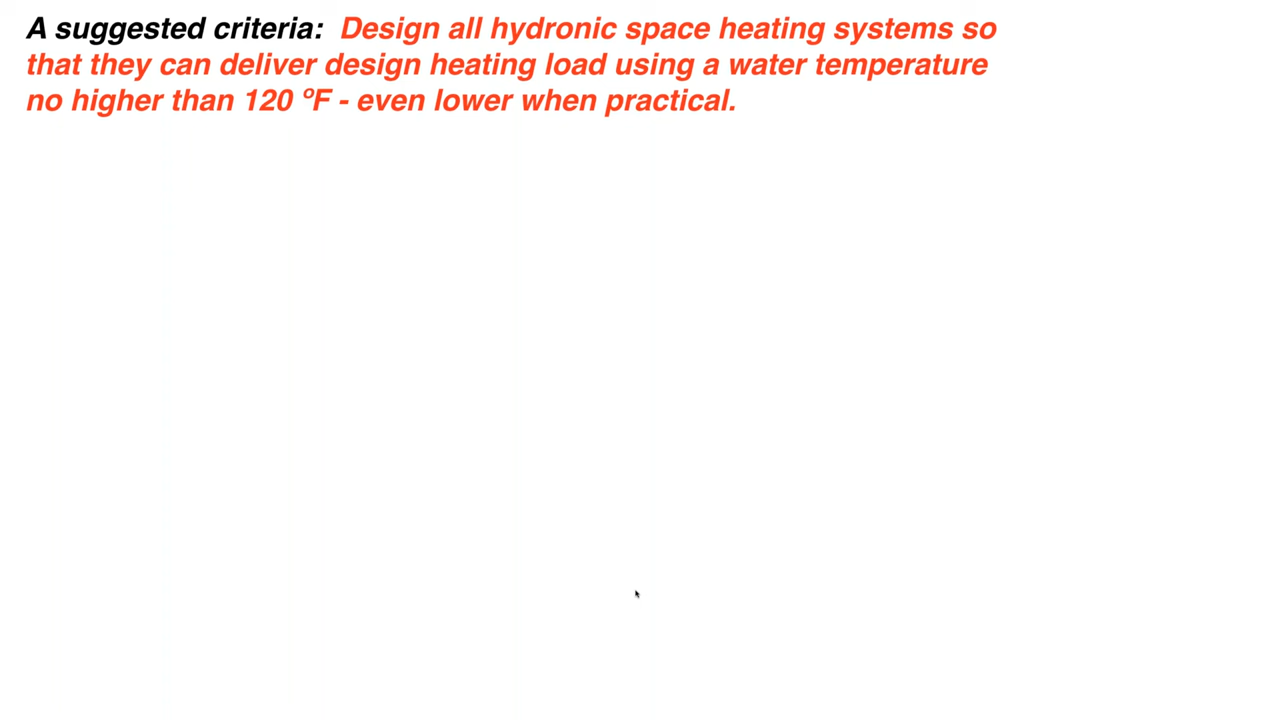 A suggested criteria: Design all hydronic space heating systems so
that they can deliver design heating load using a water temperature
no higher than 120 ºF - even lower when practical.